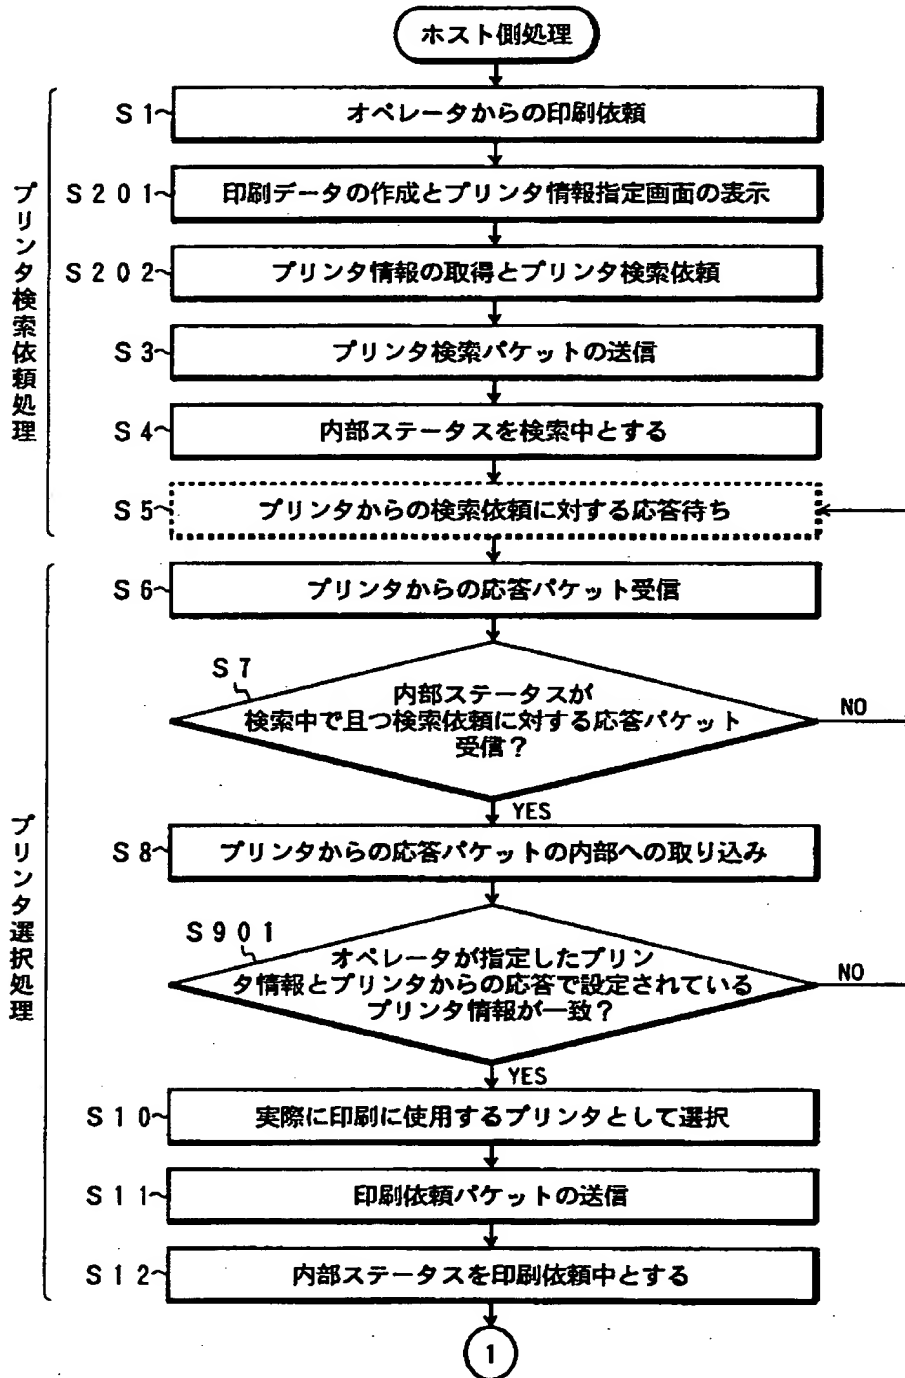 ホスト側処理
プリンタ検索依頼処理
S1 オペレータからの印刷依頼
S201 印刷データの作成とプリンタ情報指定画面の表示
S202 プリンタ情報の取得とプリンタ検索依頼
S3 プリンタ検索パケットの送信
S4 内部ステータスを検索中とする
S5 プリンタからの検索依頼に対する応答待ち
プリンタ選択処理
S6 プリンタからの応答パケット受信
S7
内部ステータスが
検索中で且つ検索依頼に対する応答パケット
受信?
NO
YES
S8 プリンタからの応答パケットの内部への取り込み
S901
オペレータが指定したプリン
タ情報とプリンタからの応答で設定されている
プリンタ情報が一致?
NO
YES
S10 実際に印刷に使用するプリンタとして選択
S11 印刷依頼パケットの送信
S12 内部ステータスを印刷依頼中とする
1